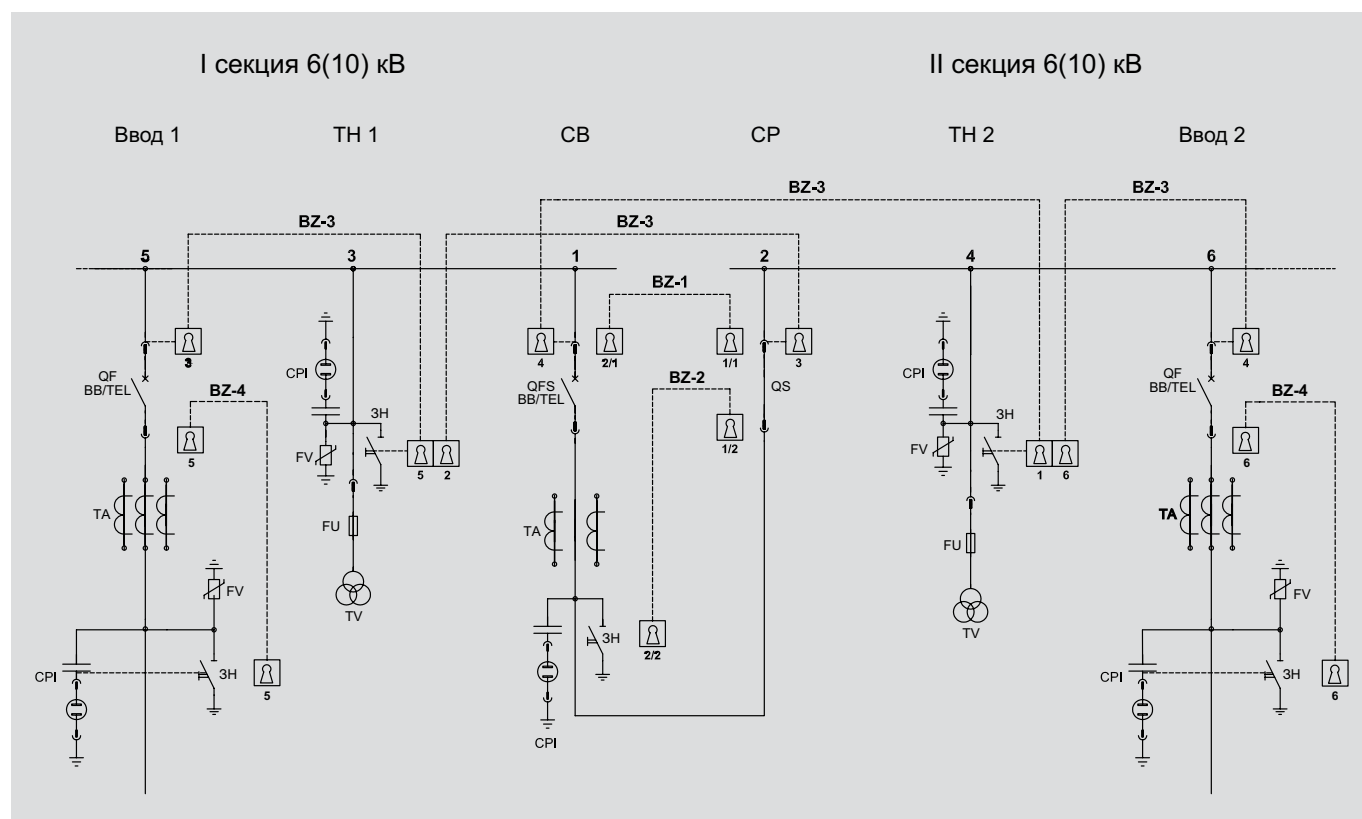 I секция 6(10) кВ
II секция 6(10) кВ
Ввод 1
ТН 1
СВ
СР
ТН 2
Ввод 2
BZ-3
BZ-3
BZ-3
BZ-3
5
3
1
2
4
6
BZ-1
3
4
2/1
1/1
3
4
CPI
CPI
QF
BB/TEL
QFS
BB/TEL
QS
QF
BB/TEL
BZ-4
BZ-2
BZ-4
ЗН
ЗН
5
FV
5
2
1/2
FV
1
6
6
TA
FU
TA
FU
TA
TV
TV
FV
FV
ЗН
2/2
CPI
ЗН
5
CPI
ЗН
6
CPI